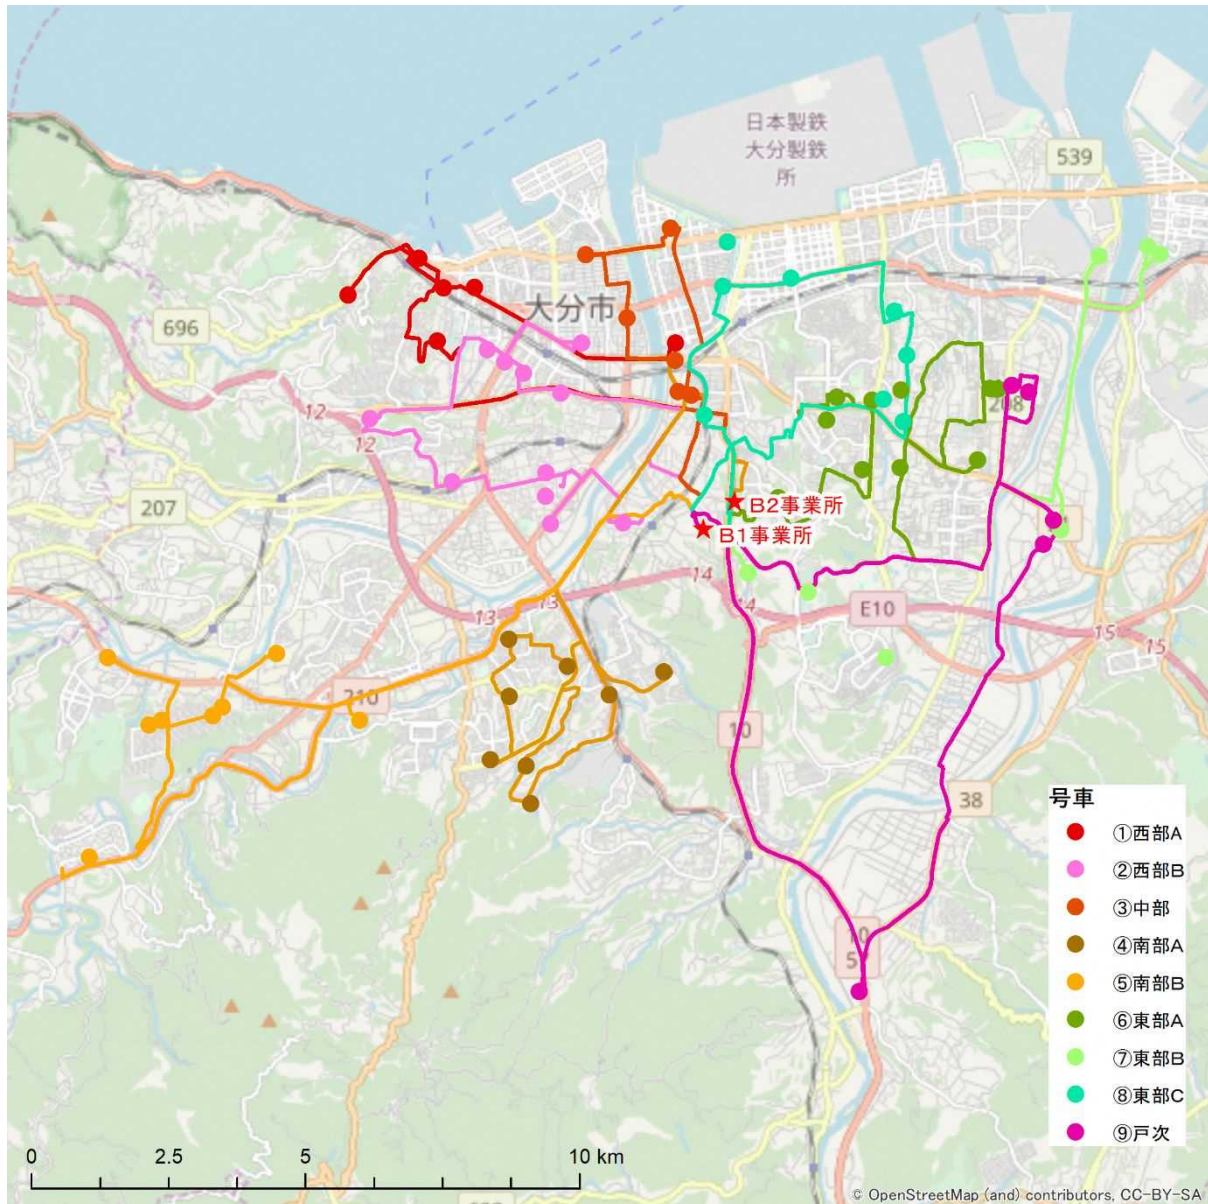 日本製鉄
大分製鉄
所
539
大分市
696
12
12
208
207
B2事業所
B1事業所
14
14
13
13
E10
15
15
210
10
38
10
号車
①西部A
②西部B
③中部
④南部A
⑤南部B
⑥東部A
⑦東部B
⑧東部C
⑨戸次
0 2.5 5 10 km
© OpenStreetMap (and) contributors, CC-BY-SA